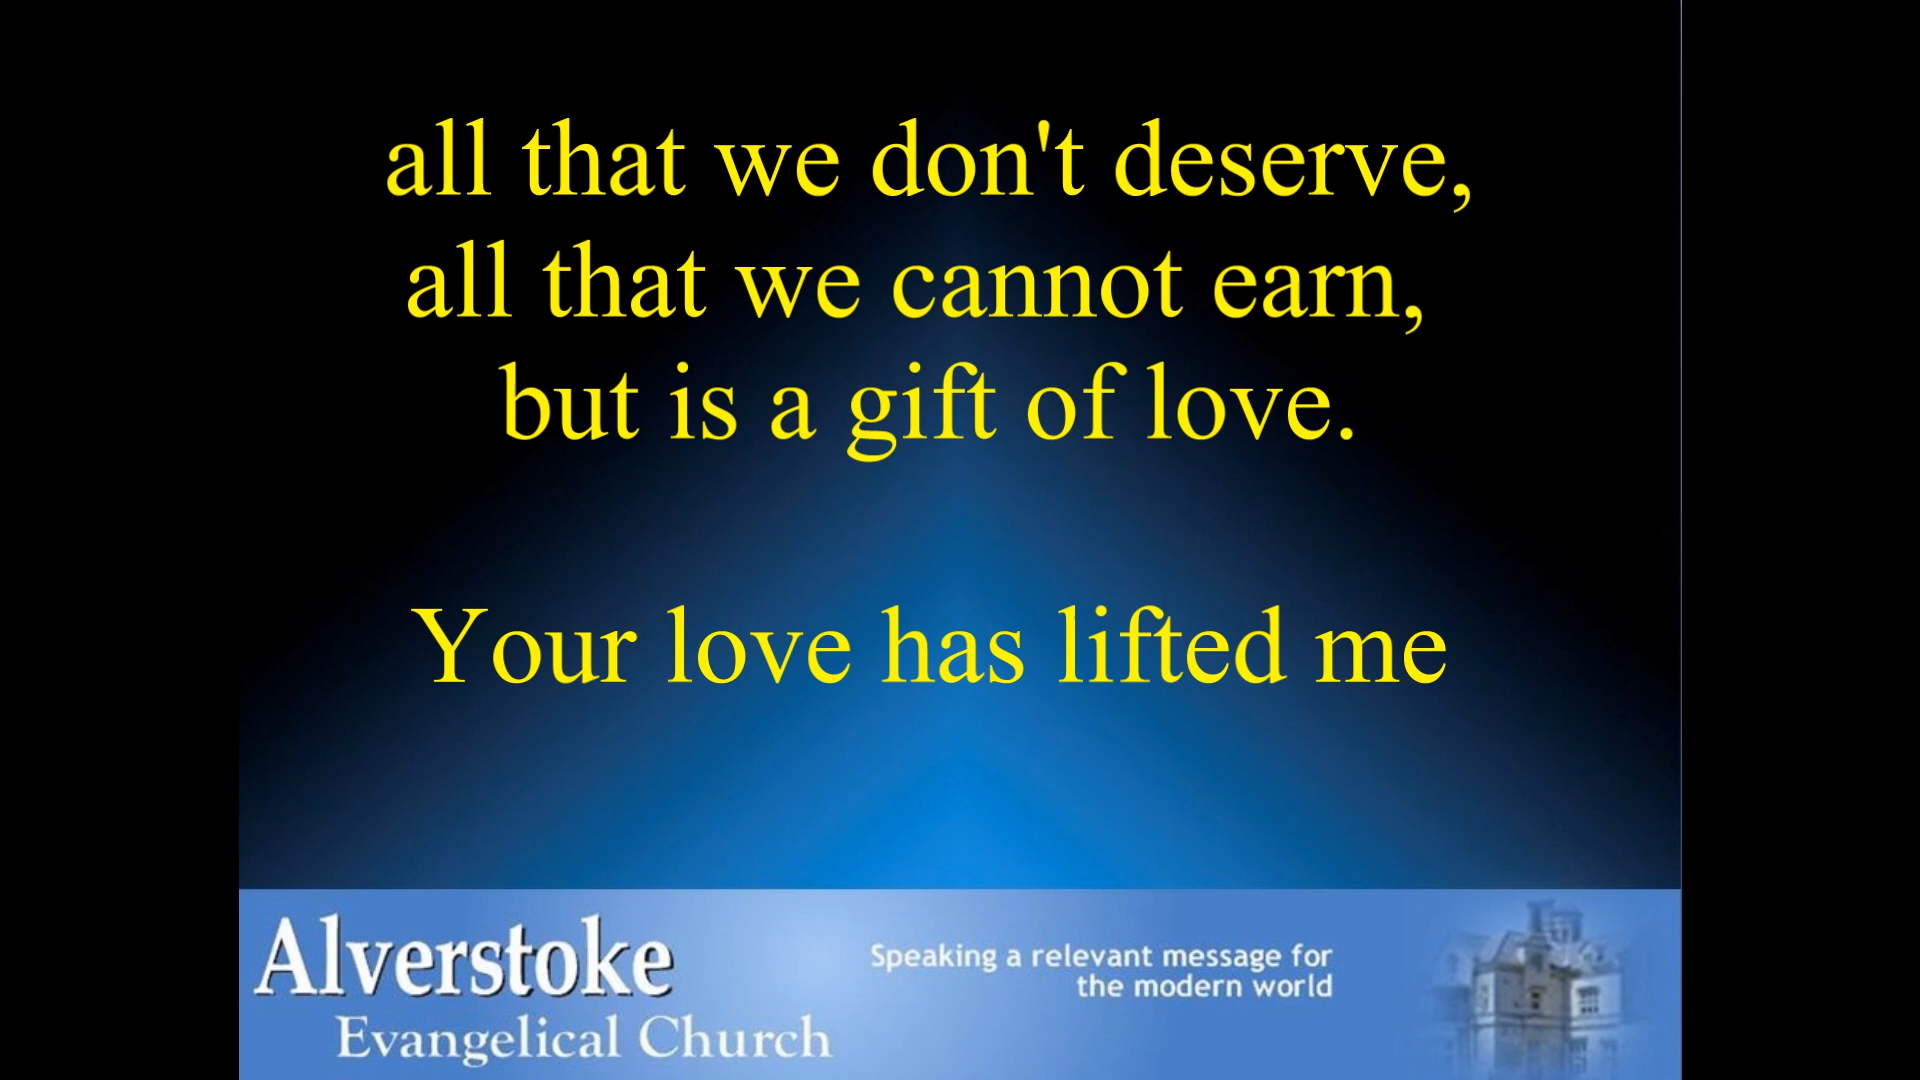 all that we don't deserve,
all that we cannot earn,
but is a gift of love.
Your love has lifted me
Alverstoke
Evangelical Church
Speaking a relevant message for
the modern world